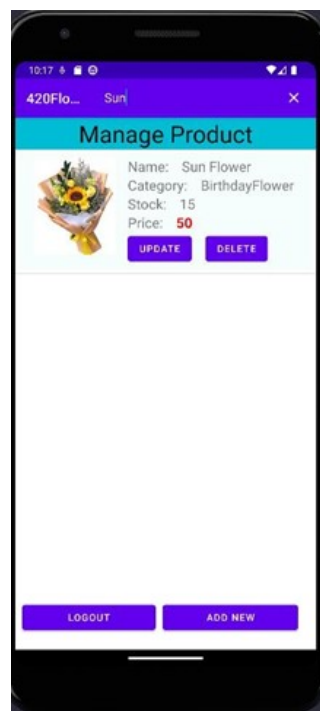 10:17
420Flo... Sun
Manage Product
Name: Sun Flower
Category: BirthdayFlower
Stock: 15
Price: 50
UPDATE DELETE
LOGOUT ADD NEW